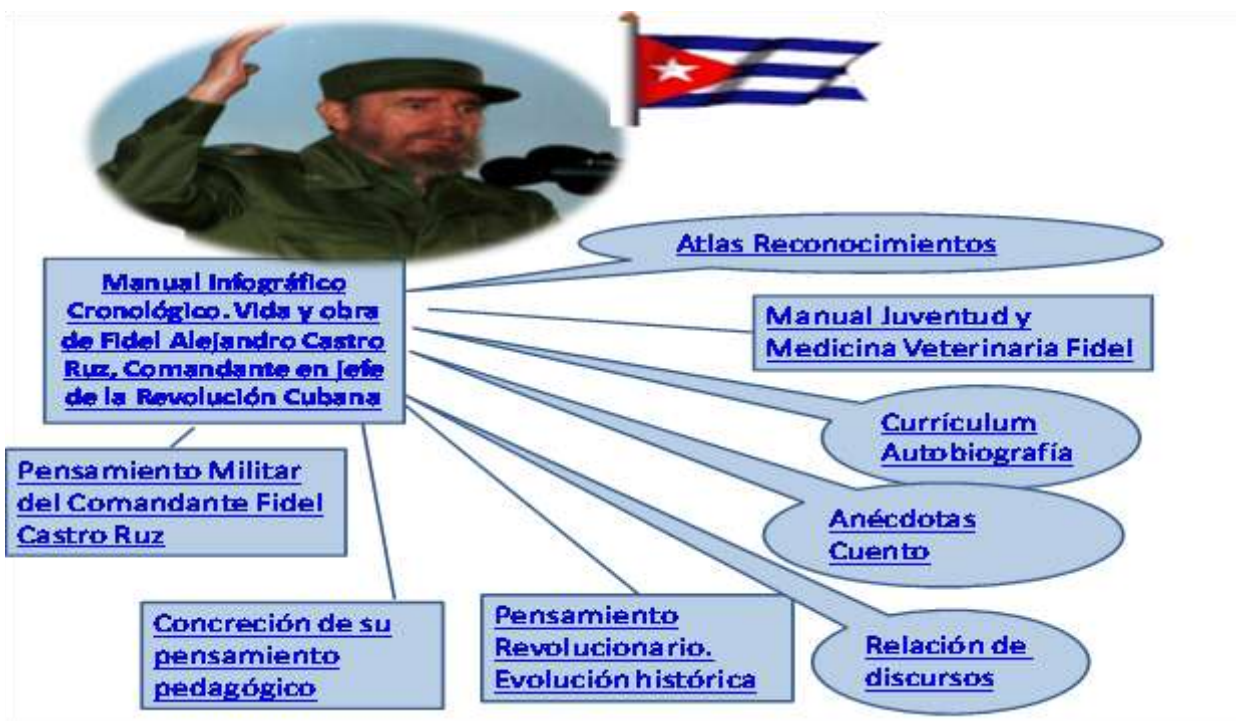 Atlas Reconocimientos
Manual Infográfico
Cronológico. Vida y obra
de Fidel Alejandro Castro
Ruz, Comandante en Jefe
de la Revolución Cubana
Manual Juventud y
Medicina Veterinaria Fidel
Currículum
Autobiografía
Pensamiento Militar
del Comandante Fidel
Castro Ruz
Anécdotas
Cuento
Concreción de su
pensamiento
pedagógico
Pensamiento
Revolucionario.
Evolución histórica
Relación de
discursos